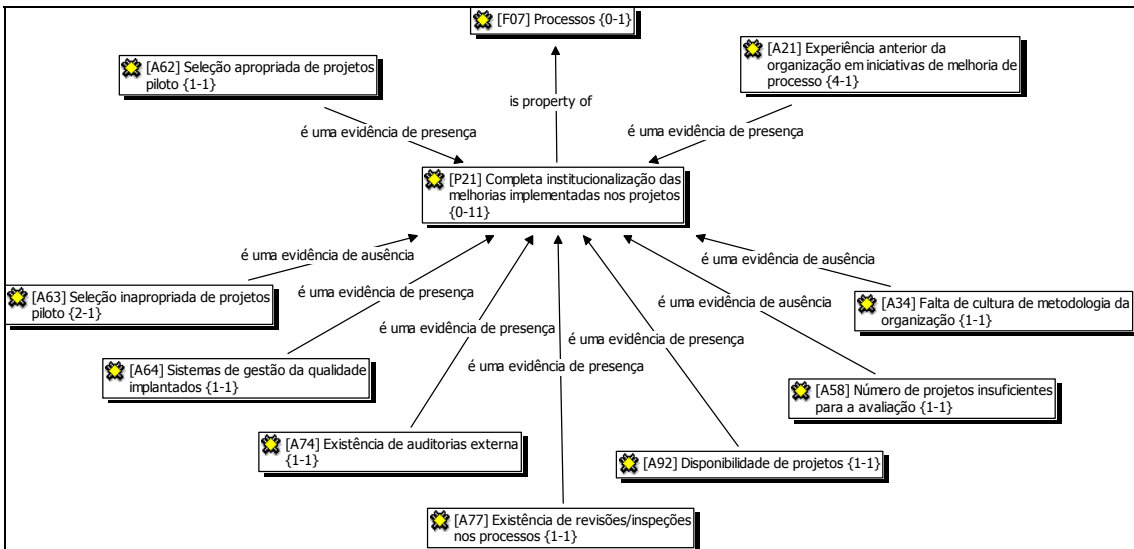 [F07] Processos {0-1}
[A62] Seleção apropriada de projetos
piloto {1-1}
[A21] Experiência anterior da
organização em iniciativas de melhoria de
processo {4-1}
is property of
é uma evidência de presença
é uma evidência de presença
[P21] Completa institucionalização das
melhorias implementadas nos projetos
{0-11}
é uma evidência de ausência
é uma evidência de ausência
[A63] Seleção inapropriada de projetos
piloto {2-1}
é uma evidência de presença
é uma evidência de ausência
[A34] Falta de cultura de metodologia da
organização {1-1}
é uma evidência de presença
é uma evidência de presença
é uma evidência de presença
[A64] Sistemas de gestão da qualidade
implantados {1-1}
[A58] Número de projetos insuficientes
para a avaliação {1-1}
[A74] Existência de auditorias externa
{1-1}
[A92] Disponibilidade de projetos {1-1}
[A77] Existência de revisões/inspeções
nos processos {1-1}